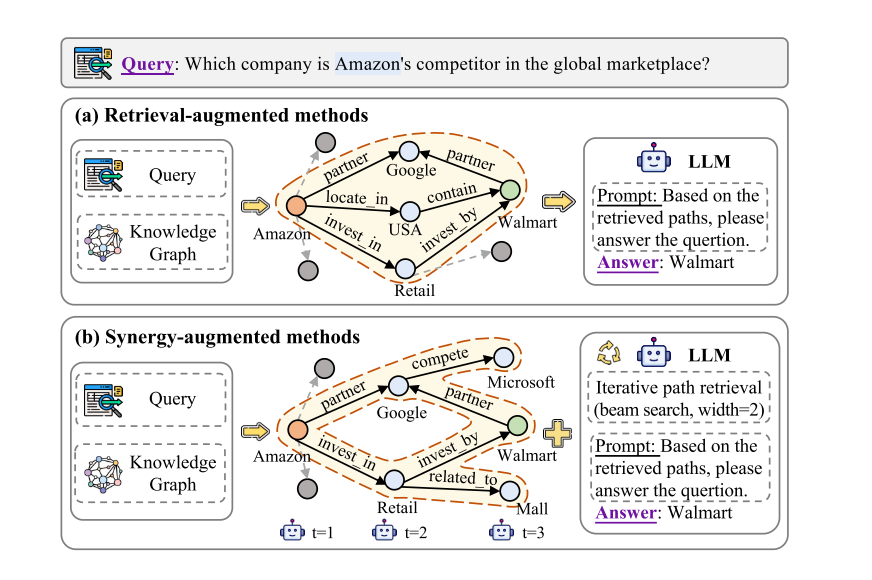 Query: Which company is Amazon's competitor in the global marketplace?
(a) Retrieval-augmented methods
Query
Knowledge
Graph
partner
partner
Google
locate_in
contain
USA
Amazon
Walmart
invest_in
invest_by
Retail
LLM
Prompt: Based on the
retrieved paths, please
answer the quertion.
Answer: Walmart
(b) Synergy-augmented methods
Query
Knowledge
Graph
compete
Microsoft
partner
Google
partner
Amazon
Walmart
invest_in
invest_by
related_to
Retail
Mall
t=1
t=2
t=3
LLM
Iterative path retrieval
(beam search, width=2)
Prompt: Based on the
retrieved paths, please
answer the quertion.
Answer: Walmart